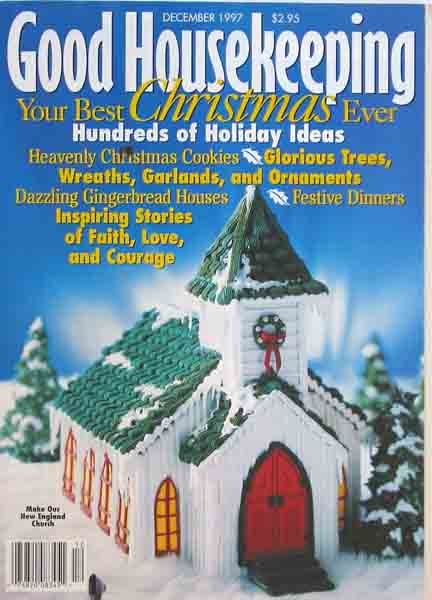 DECEMBER 1997 $2.95
Good Housekeeping
Your Best Christmas Ever
Hundreds of Holiday Ideas
Heavenly Christmas Cookies Glorious Trees,
Wreaths, Garlands, and Ornaments
Dazzling Gingerbread Houses Festive Dinners
Inspiring Stories
of Faith, Love,
and Courage
Make Our
New England
Church